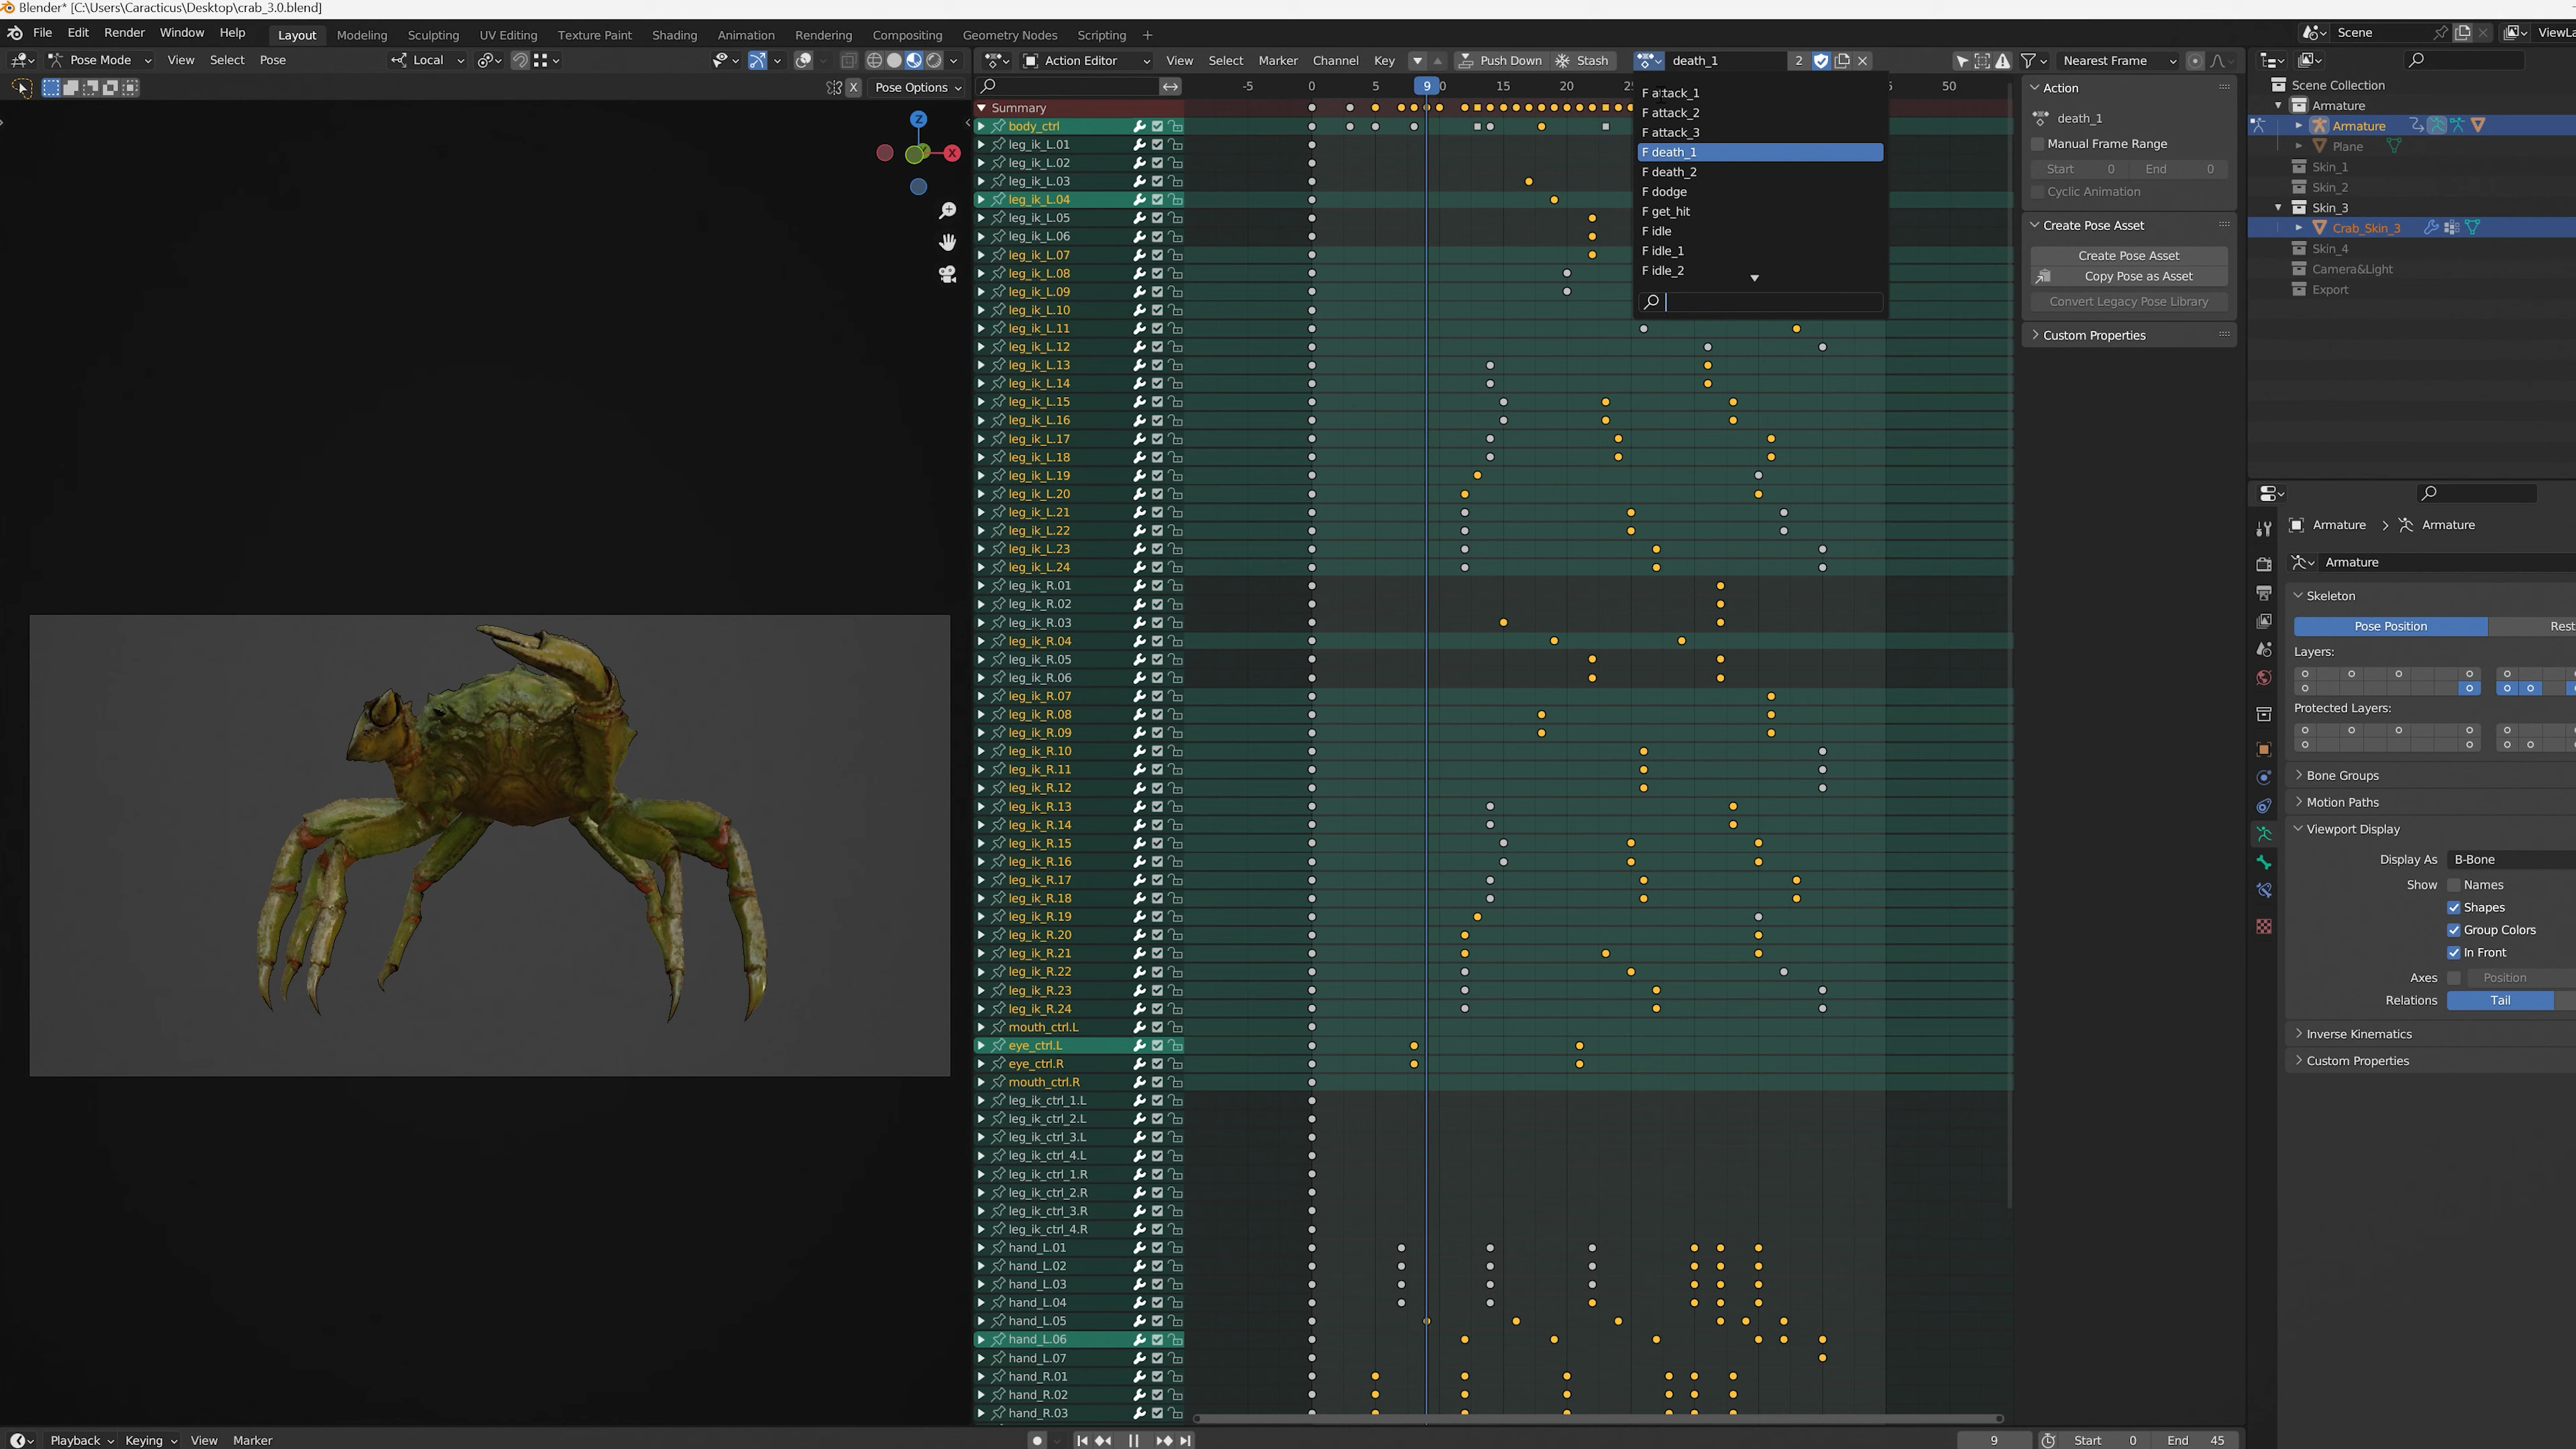 Blender* [C:\Users\Caracticus\Desktop\crab_3.0.blend]
File Edit Render Window Help Layout Modeling Sculpting UV Editing Texture Paint Shading Animation Rendering Compositing Geometry Nodes Scripting + Scene ViewLa
Pose Mode View Select Pose Local Action Editor View Select Marker Channel Key Push Down Stash death_1 2 Nearest Frame
X Pose Options
-5 0 5 9 10 15 20 25 50
Summary
body_ctrl
leg_ik_L.01
leg_ik_L.02
leg_ik_L.03
leg_ik_L.04
leg_ik_L.05
leg_ik_L.06
leg_ik_L.07
leg_ik_L.08
leg_ik_L.09
leg_ik_L.10
leg_ik_L.11
leg_ik_L.12
leg_ik_L.13
leg_ik_L.14
leg_ik_L.15
leg_ik_L.16
leg_ik_L.17
leg_ik_L.18
leg_ik_L.19
leg_ik_L.20
leg_ik_L.21
leg_ik_L.22
leg_ik_L.23
leg_ik_L.24
leg_ik_R.01
leg_ik_R.02
leg_ik_R.03
leg_ik_R.04
leg_ik_R.05
leg_ik_R.06
leg_ik_R.07
leg_ik_R.08
leg_ik_R.09
leg_ik_R.10
leg_ik_R.11
leg_ik_R.12
leg_ik_R.13
leg_ik_R.14
leg_ik_R.15
leg_ik_R.16
leg_ik_R.17
leg_ik_R.18
leg_ik_R.19
leg_ik_R.20
leg_ik_R.21
leg_ik_R.22
leg_ik_R.23
leg_ik_R.24
mouth_ctrl.L
eye_ctrl.L
eye_ctrl.R
mouth_ctrl.R
leg_ik_ctrl_1.L
leg_ik_ctrl_2.L
leg_ik_ctrl_3.L
leg_ik_ctrl_4.L
leg_ik_ctrl_1.R
leg_ik_ctrl_2.R
leg_ik_ctrl_3.R
leg_ik_ctrl_4.R
hand_L.01
hand_L.02
hand_L.03
hand_L.04
hand_L.05
hand_L.06
hand_L.07
hand_R.01
hand_R.02
hand_R.03
F attack_1
F attack_2
F attack_3
F death_1
F death_2
F dodge
F get_hit
F idle
F idle_1
F idle_2
Action
death_1
Manual Frame Range
Start 0 End 0
Cyclic Animation
Create Pose Asset
Create Pose Asset
Copy Pose as Asset
Convert Legacy Pose Library
Custom Properties
Scene Collection
Armature
Armature
Plane
Skin_1
Skin_2
Skin_3
Crab_Skin_3
Skin_4
Camera&Light
Export
Armature > Armature
Armature
Skeleton
Pose Position Rest
Layers:
Protected Layers:
Bone Groups
Motion Paths
Viewport Display
Display As B-Bone
Show Names
Shapes
Group Colors
In Front
Axes Position
Relations Tail
Inverse Kinematics
Custom Properties
Playback Keying View Marker 9 Start 0 End 45
Z
X